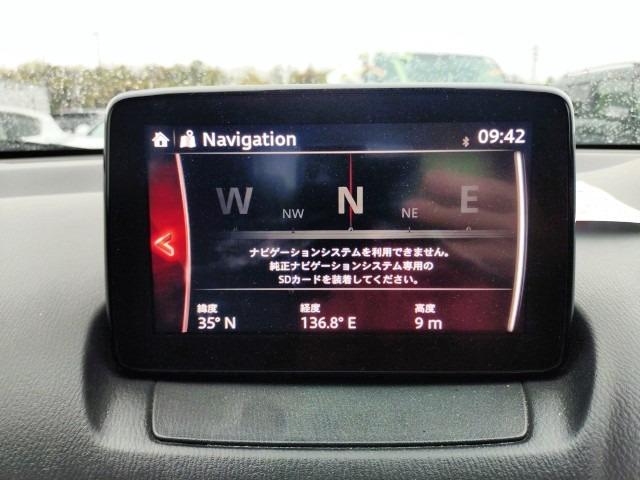 Navigation 09:42
W NW N NE E
ナビゲーションシステムを利用できません。
純正ナビゲーションシステム専用の
SDカードを装着してください。
緯度 経度 高度
35° N 136.8° E 9 m